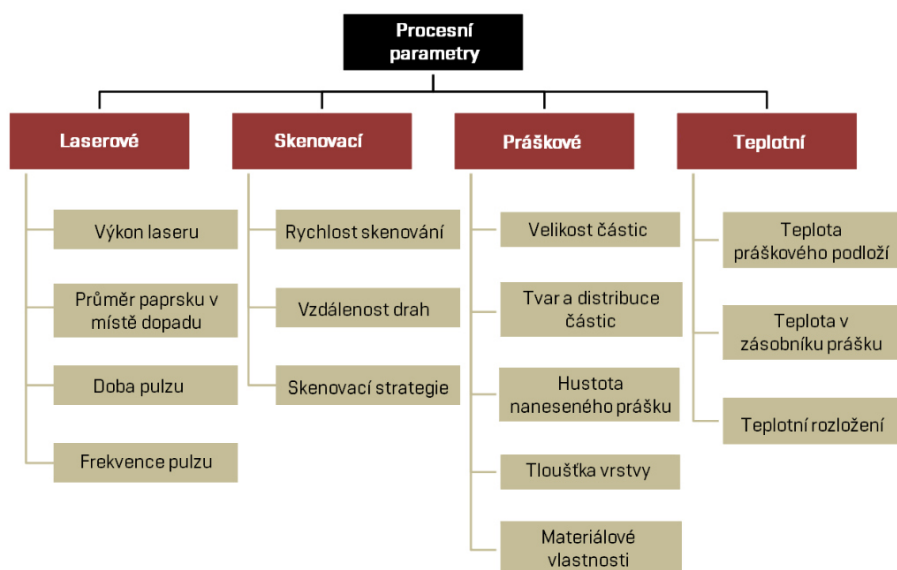 Procesní
parametry
Laserové
Výkon laseru
Průměr paprsku v
místě dopadu
Doba pulzu
Frekvence pulzu
Skenovací
Rychlost skenování
Vzdálenost drah
Skenovací strategie
Práškové
Velikost částic
Tvar a distribuce
částic
Hustota
naneseného prášku
Tloušťka vrstvy
Materiálové
vlastnosti
Teplotní
Teplota
práškového podloží
Teplota v
zásobníku prášku
Teplotní rozložení